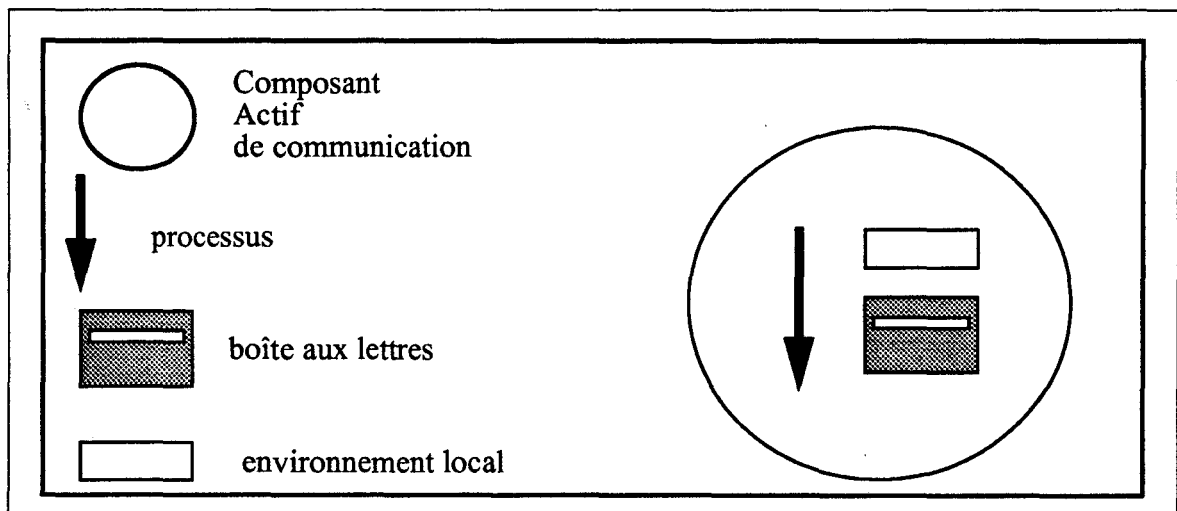 Composant
Actif
de communication
processus
boîte aux lettres
environnement local